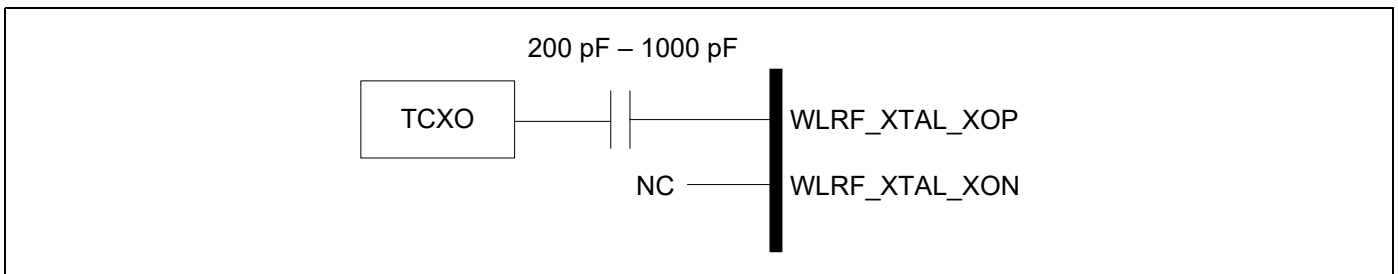 200 pF – 1000 pF
TCXO
WLRF_XTAL_XOP
NC
WLRF_XTAL_XON